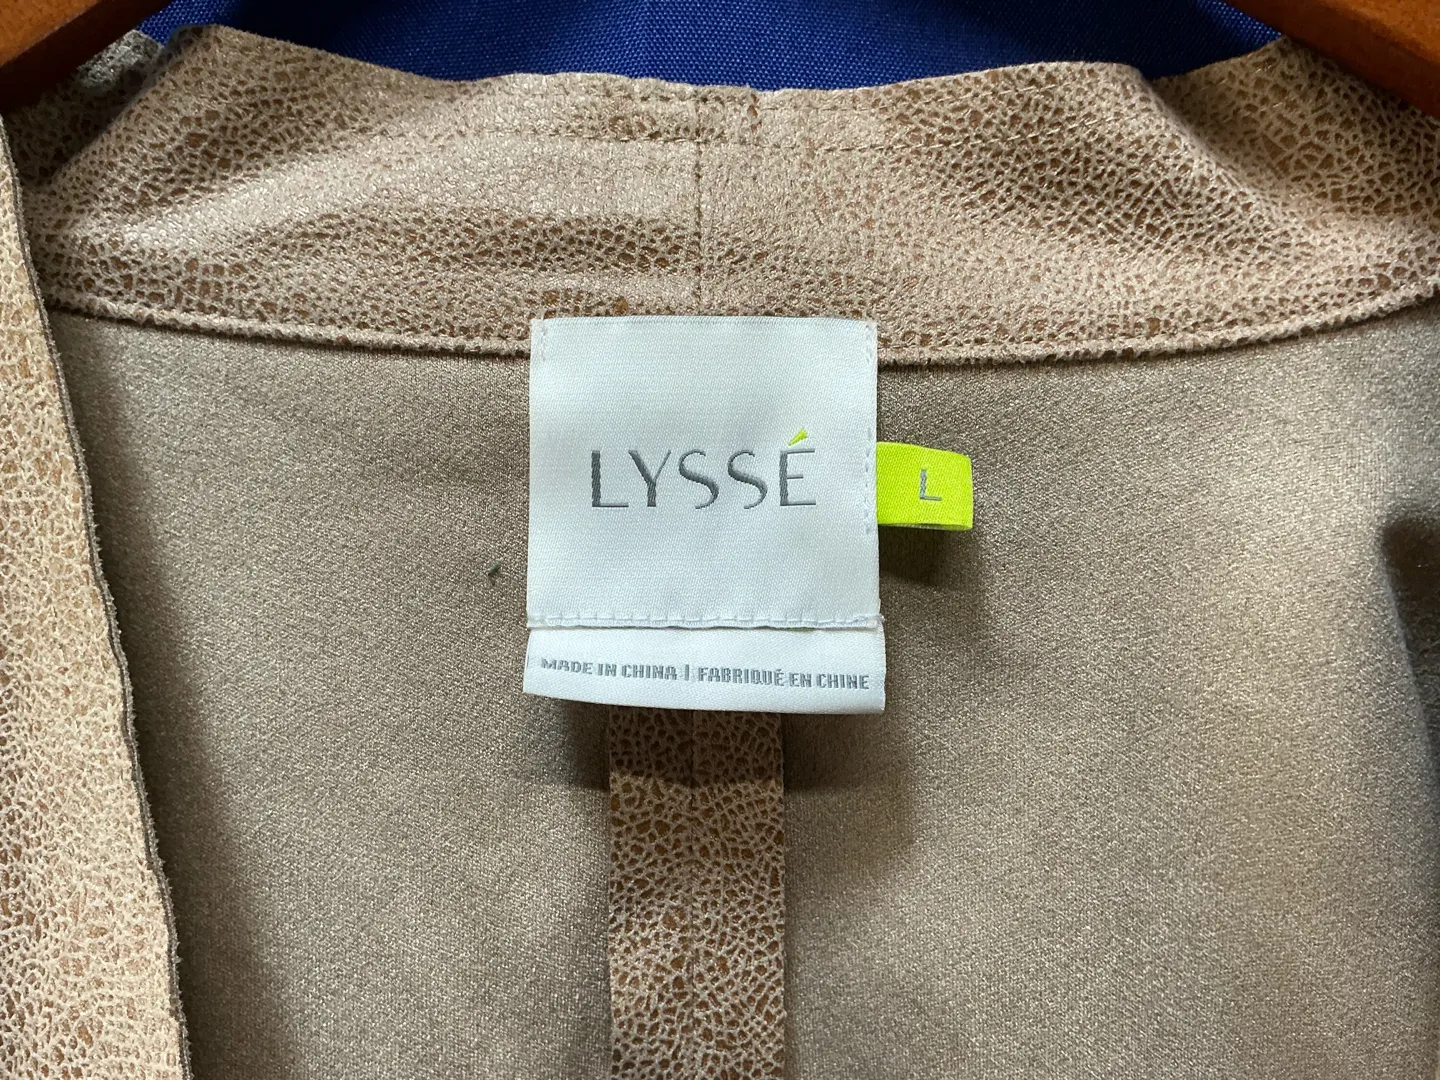 LYSSÉ
L
MADE IN CHINA | FABRIQUÉ EN CHINE